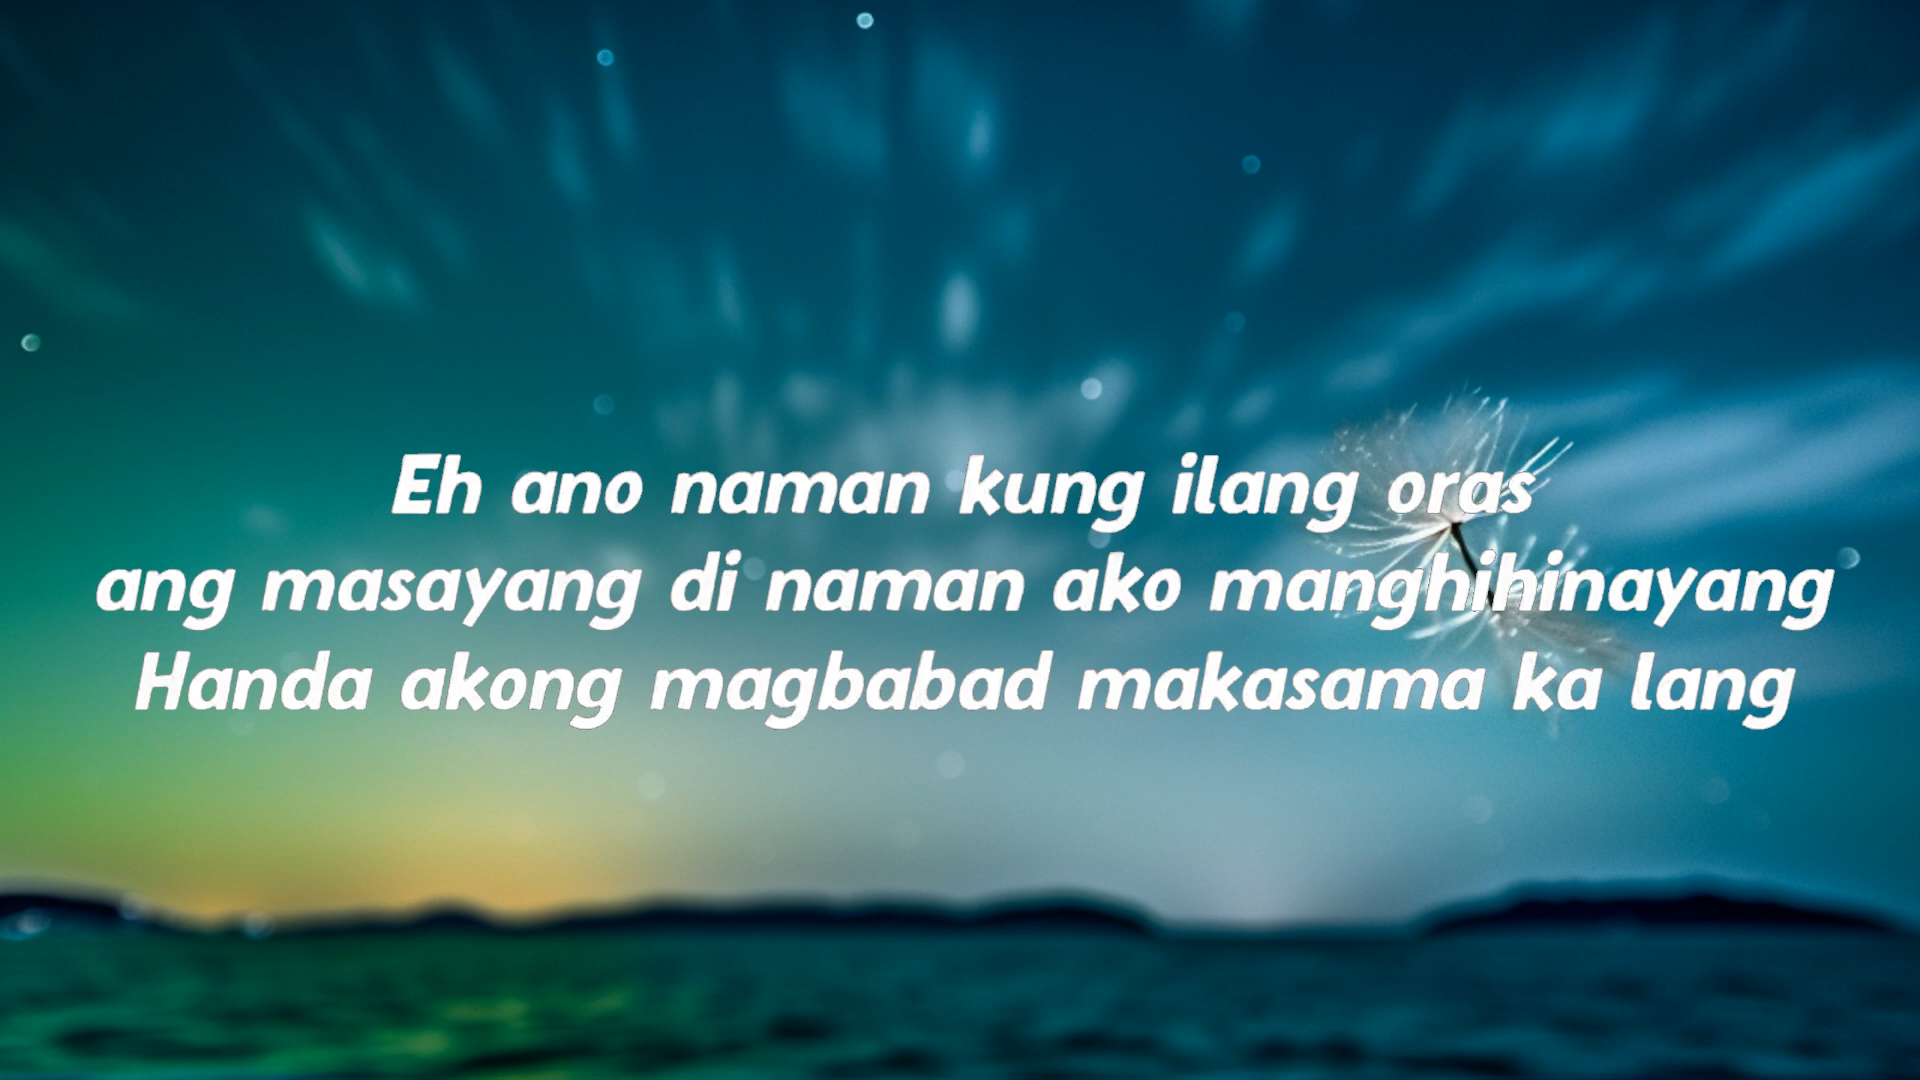 Eh ano naman kung ilang oras
ang masayang di naman ako manghihinayang
Handa akong magbabad makasama ka lang